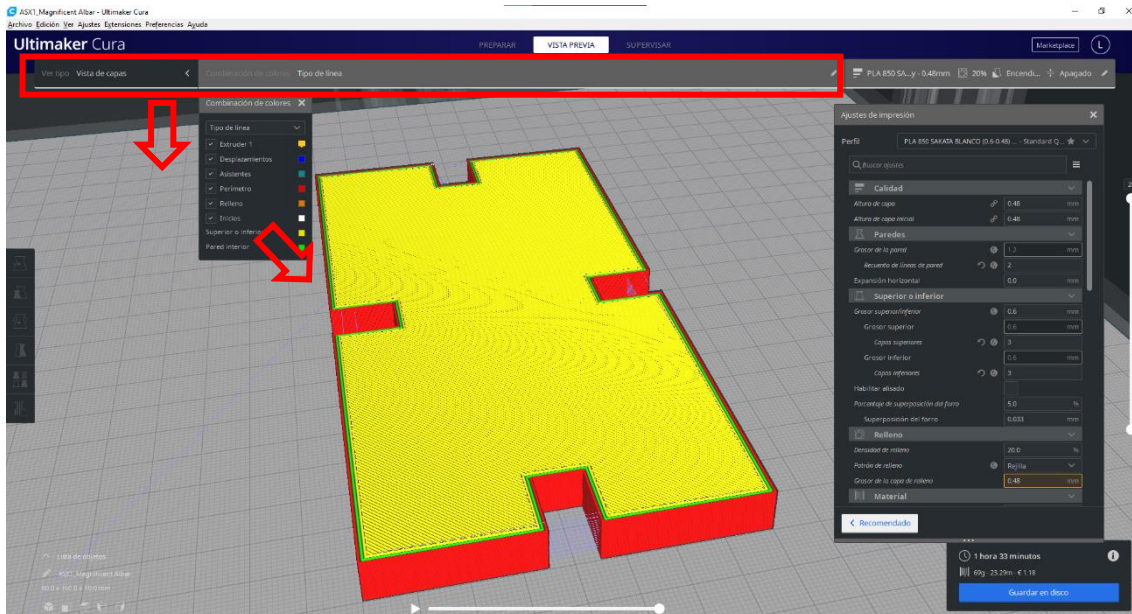 ASX1_Magnificent Albar - Ultimaker Cura
Archivo Edición Ver Ajustes Extensiones Preferencias Ayuda
Ultimaker Cura
PREPARAR VISTA PREVIA SUPERVISAR
Marketplace L
Ver tipo Vista de capas
Combinación de colores Tipo de línea
PLA 850 SA...y - 0.48mm 20% Encendi... Apagado
Combinación de colores
Tipo de línea
Extruder 1
Desplazamientos
Asistentes
Perímetro
Relleno
Inicios
Superior o inferior
Pared interior
Ajustes de impresión
Perfil PLA 850 SAKATA BLANCO (0.6-0.48) ... - Standard Q...
Buscar ajustes
Calidad
Altura de capa 0.48 mm
Altura de capa inicial 0.48 mm
Paredes
Grosor de la pared 1.2 mm
Recuento de líneas de pared 2
Expansión horizontal 0.0 mm
Superior o inferior
Grosor superior/inferior 0.6 mm
Grosor superior 0.6 mm
Capas superiores 3
Grosor inferior 0.6 mm
Capas inferiores 3
Habilitar alisado
Porcentaje de superposición del forro 5.0 %
Superposición del forro 0.033 mm
Relleno
Densidad de relleno 20.0 %
Patrón de relleno Rejilla
Grosor de la capa de relleno 0.48 mm
Material
Recomendado
Lista de objetos
ASX1_Magnificent Albar
1 hora 33 minutos
69g · 23.29m · € 1.18
Guardar en disco